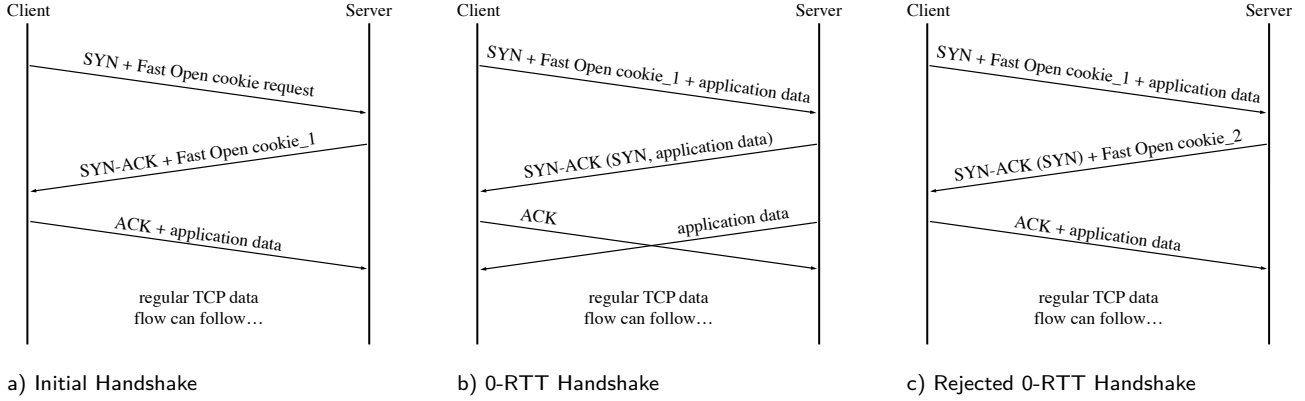 Client
Server
SYN + Fast Open cookie request
SYN-ACK + Fast Open cookie_1
ACK + application data
regular TCP data
flow can follow…
a) Initial Handshake
Client
Server
SYN + Fast Open cookie_1 + application data
SYN-ACK (SYN, application data)
ACK
application data
regular TCP data
flow can follow…
b) 0-RTT Handshake
Client
Server
SYN + Fast Open cookie_1 + application data
SYN-ACK (SYN) + Fast Open cookie_2
ACK + application data
regular TCP data
flow can follow…
c) Rejected 0-RTT Handshake